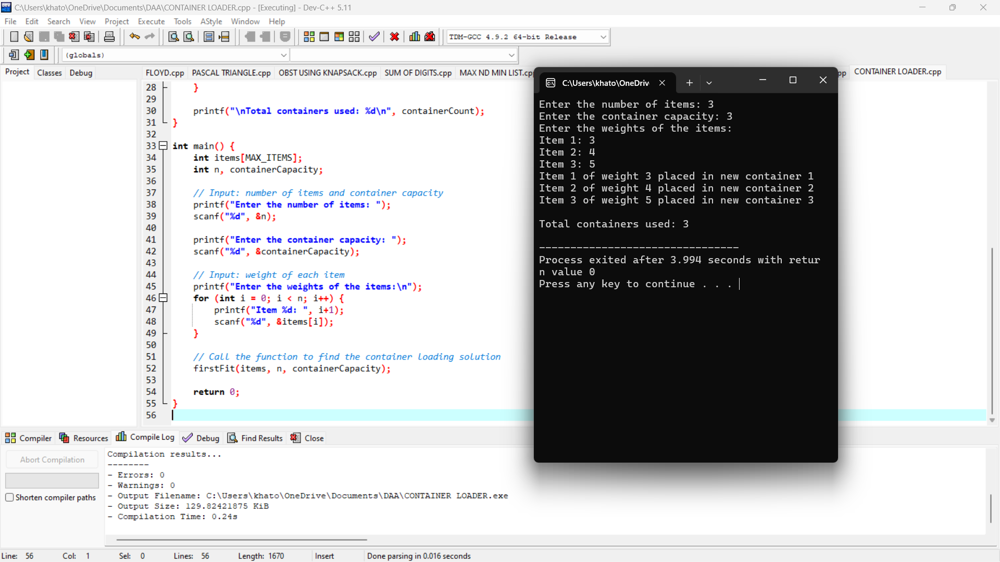 C:\Users\khato\OneDrive\Documents\DAA\CONTAINER LOADER.cpp - [Executing] - Dev-C++ 5.11
File Edit Search View Project Execute Tools AStyle Window Help
TDM-GCC 4.9.2 64-bit Release
(globals)
Project Classes Debug
FLOYD.cpp PASCAL TRIANGLE.cpp OBST USING KNAPSACK.cpp SUM OF DIGITS.cpp MAX ND MIN LIST.cp pp CONTAINER LOADER.cpp
28 }
29
30 printf("\nTotal containers used: %d\n", containerCount);
31 }
32
33 int main() {
34 int items[MAX_ITEMS];
35 int n, containerCapacity;
36
37 // Input: number of items and container capacity
38 printf("Enter the number of items: ");
39 scanf("%d", &n);
40
41 printf("Enter the container capacity: ");
42 scanf("%d", &containerCapacity);
43
44 // Input: weight of each item
45 printf("Enter the weights of the items:\n");
46 for (int i = 0; i < n; i++) {
47 printf("Item %d: ", i+1);
48 scanf("%d", &items[i]);
49 }
50
51 // Call the function to find the container loading solution
52 firstFit(items, n, containerCapacity);
53
54 return 0;
55 }
56
C:\Users\khato\OneDriv
Enter the number of items: 3
Enter the container capacity: 3
Enter the weights of the items:
Item 1: 3
Item 2: 4
Item 3: 5
Item 1 of weight 3 placed in new container 1
Item 2 of weight 4 placed in new container 2
Item 3 of weight 5 placed in new container 3
Total containers used: 3
--------------------------------
Process exited after 3.994 seconds with retur
n value 0
Press any key to continue . . .
Compiler Resources Compile Log Debug Find Results Close
Abort Compilation
Shorten compiler paths
Compilation results...
--------
- Errors: 0
- Warnings: 0
- Output Filename: C:\Users\khato\OneDrive\Documents\DAA\CONTAINER LOADER.exe
- Output Size: 129.82421875 KiB
- Compilation Time: 0.24s
Line: 56 Col: 1 Sel: 0 Lines: 56 Length: 1670 Insert Done parsing in 0.016 seconds